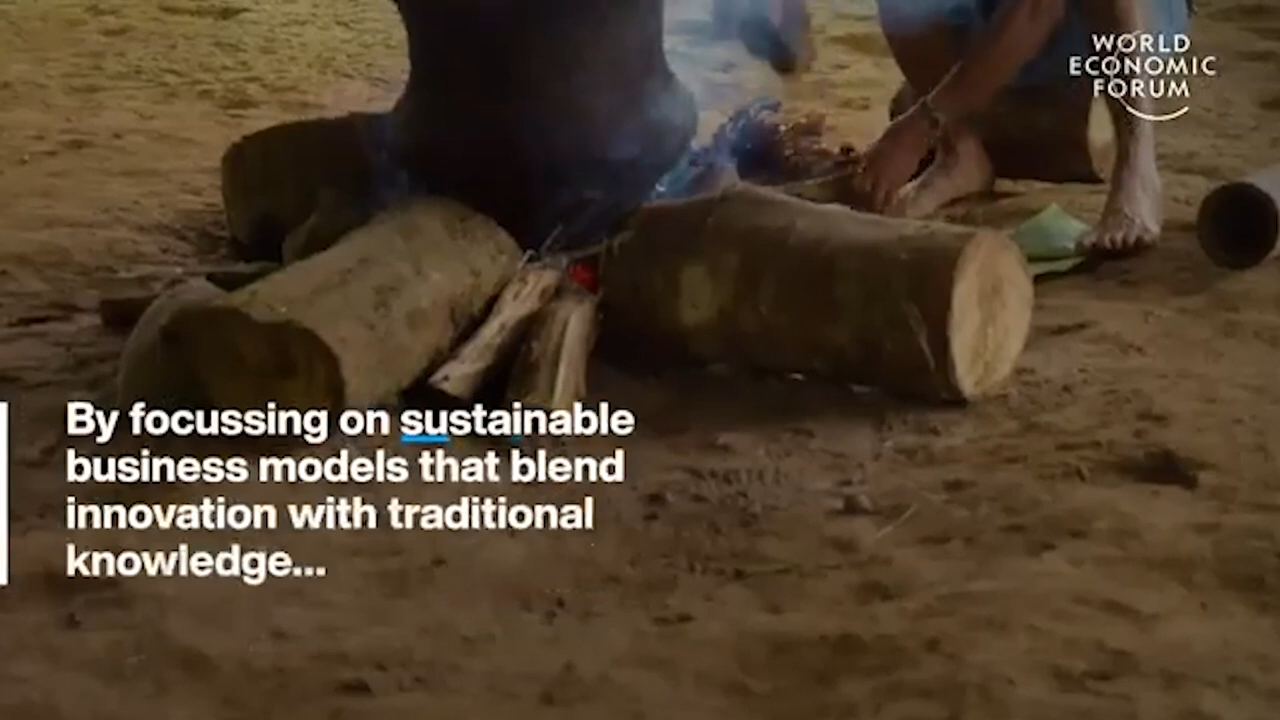 WORLD
ECONOMIC
FORUM
By focussing on sustainable
business models that blend
innovation with traditional
knowledge...